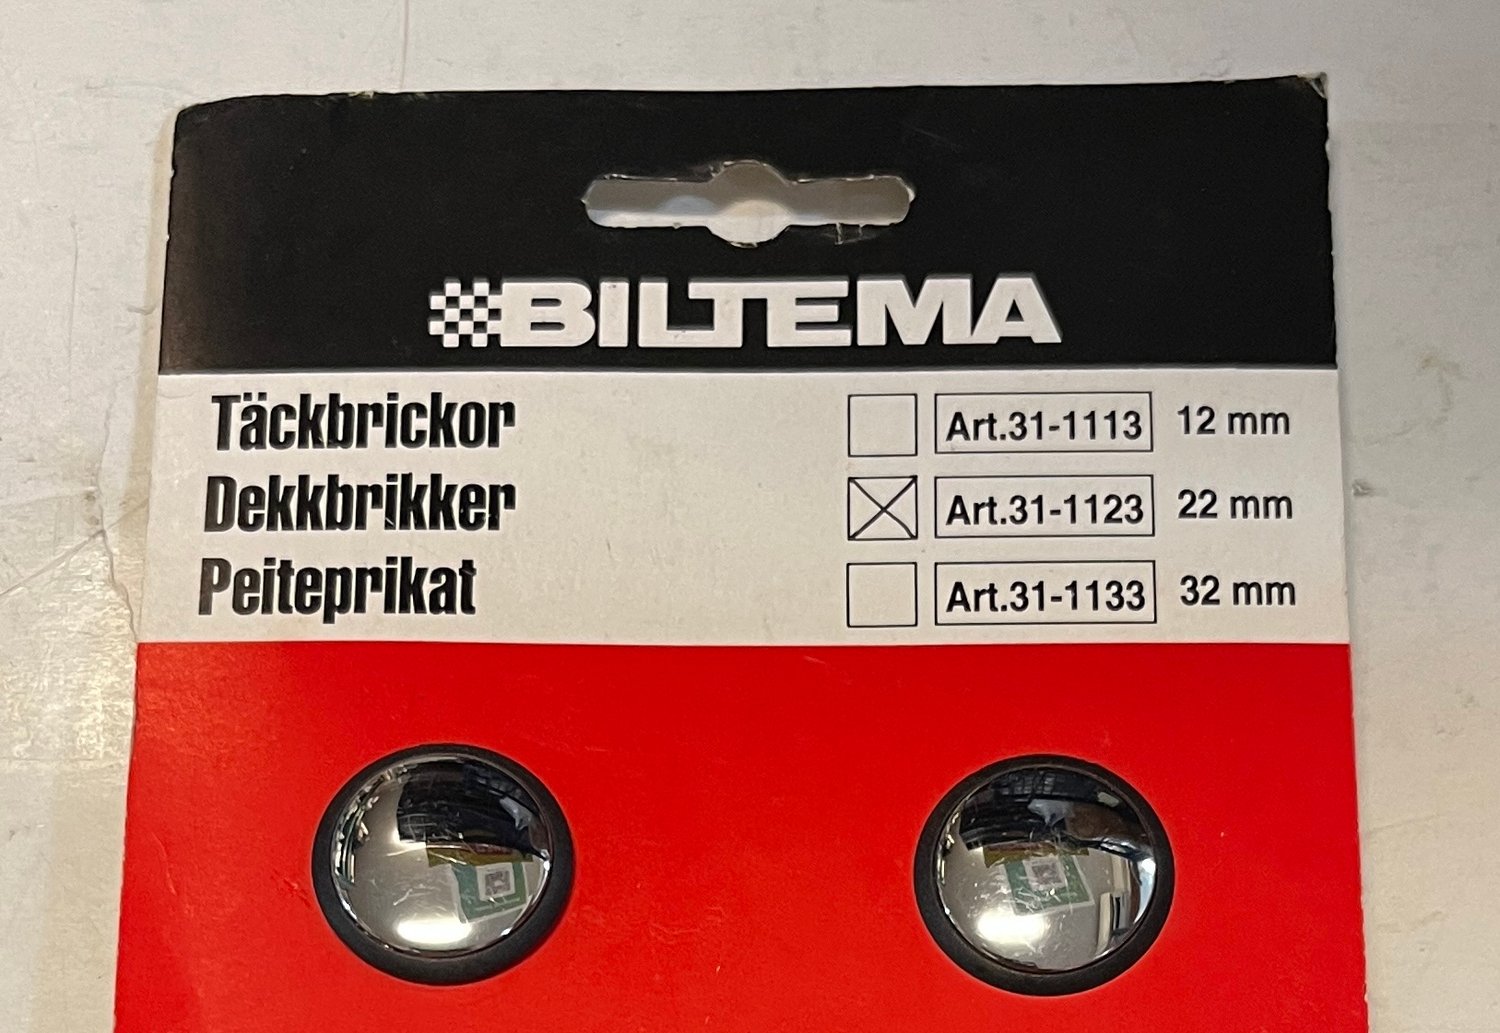 BILTEMA
Täckbrickor
Dekkbrikker
Peiteprikat
Art.31-1113 12 mm
Art.31-1123 22 mm
Art.31-1133 32 mm